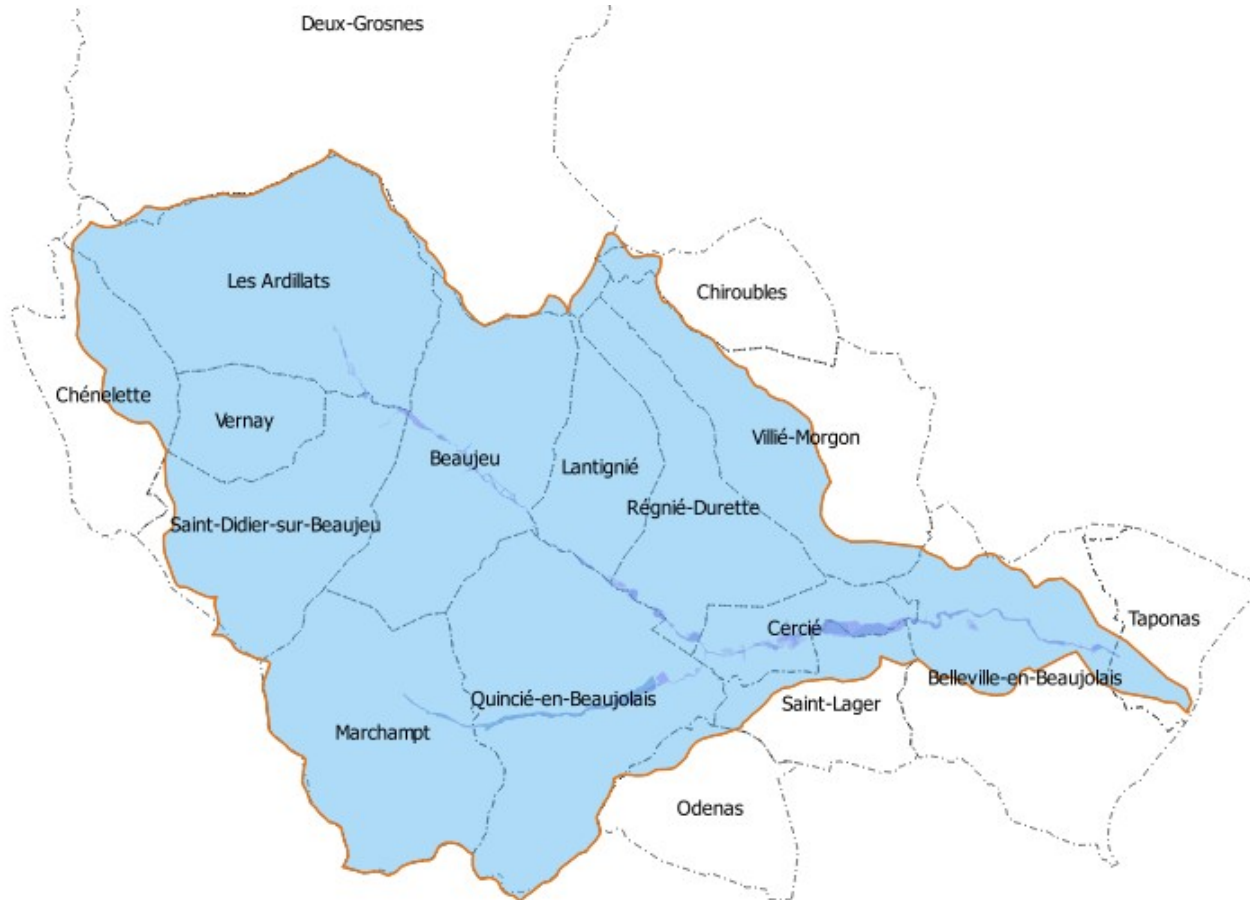 Deux-Grosnes
Les Ardillats
Chiroubles
Chénelette
Vernay
Villié-Morgon
Beaujeu
Lantignié
Régnié-Durette
Saint-Didier-sur-Beaujeu
Taponas
Cercié
Belleville-en-Beaujolais
Quincié-en-Beaujolais
Saint-Lager
Marchampt
Odenas